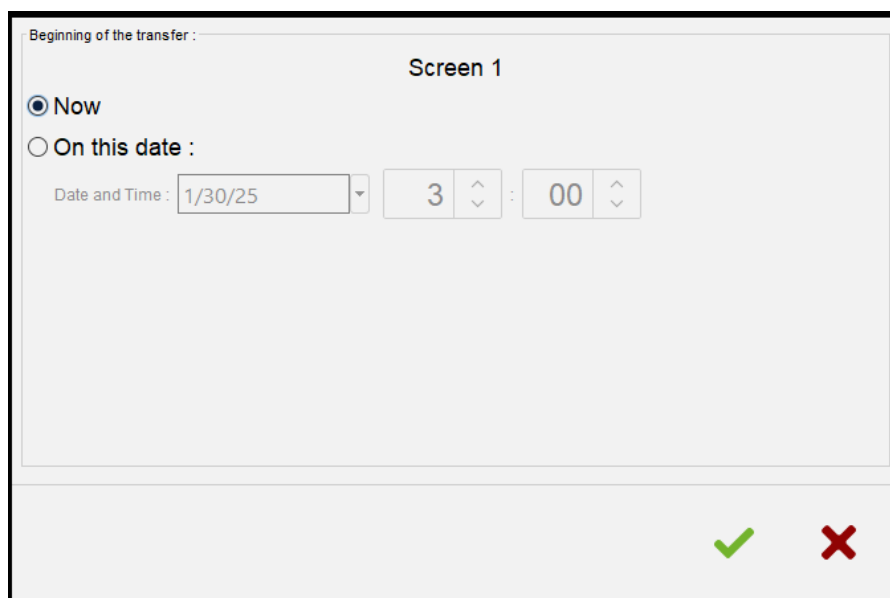 Beginning of the transfer :
Screen 1
Now
On this date :
Date and Time : 1/30/25 3 : 00